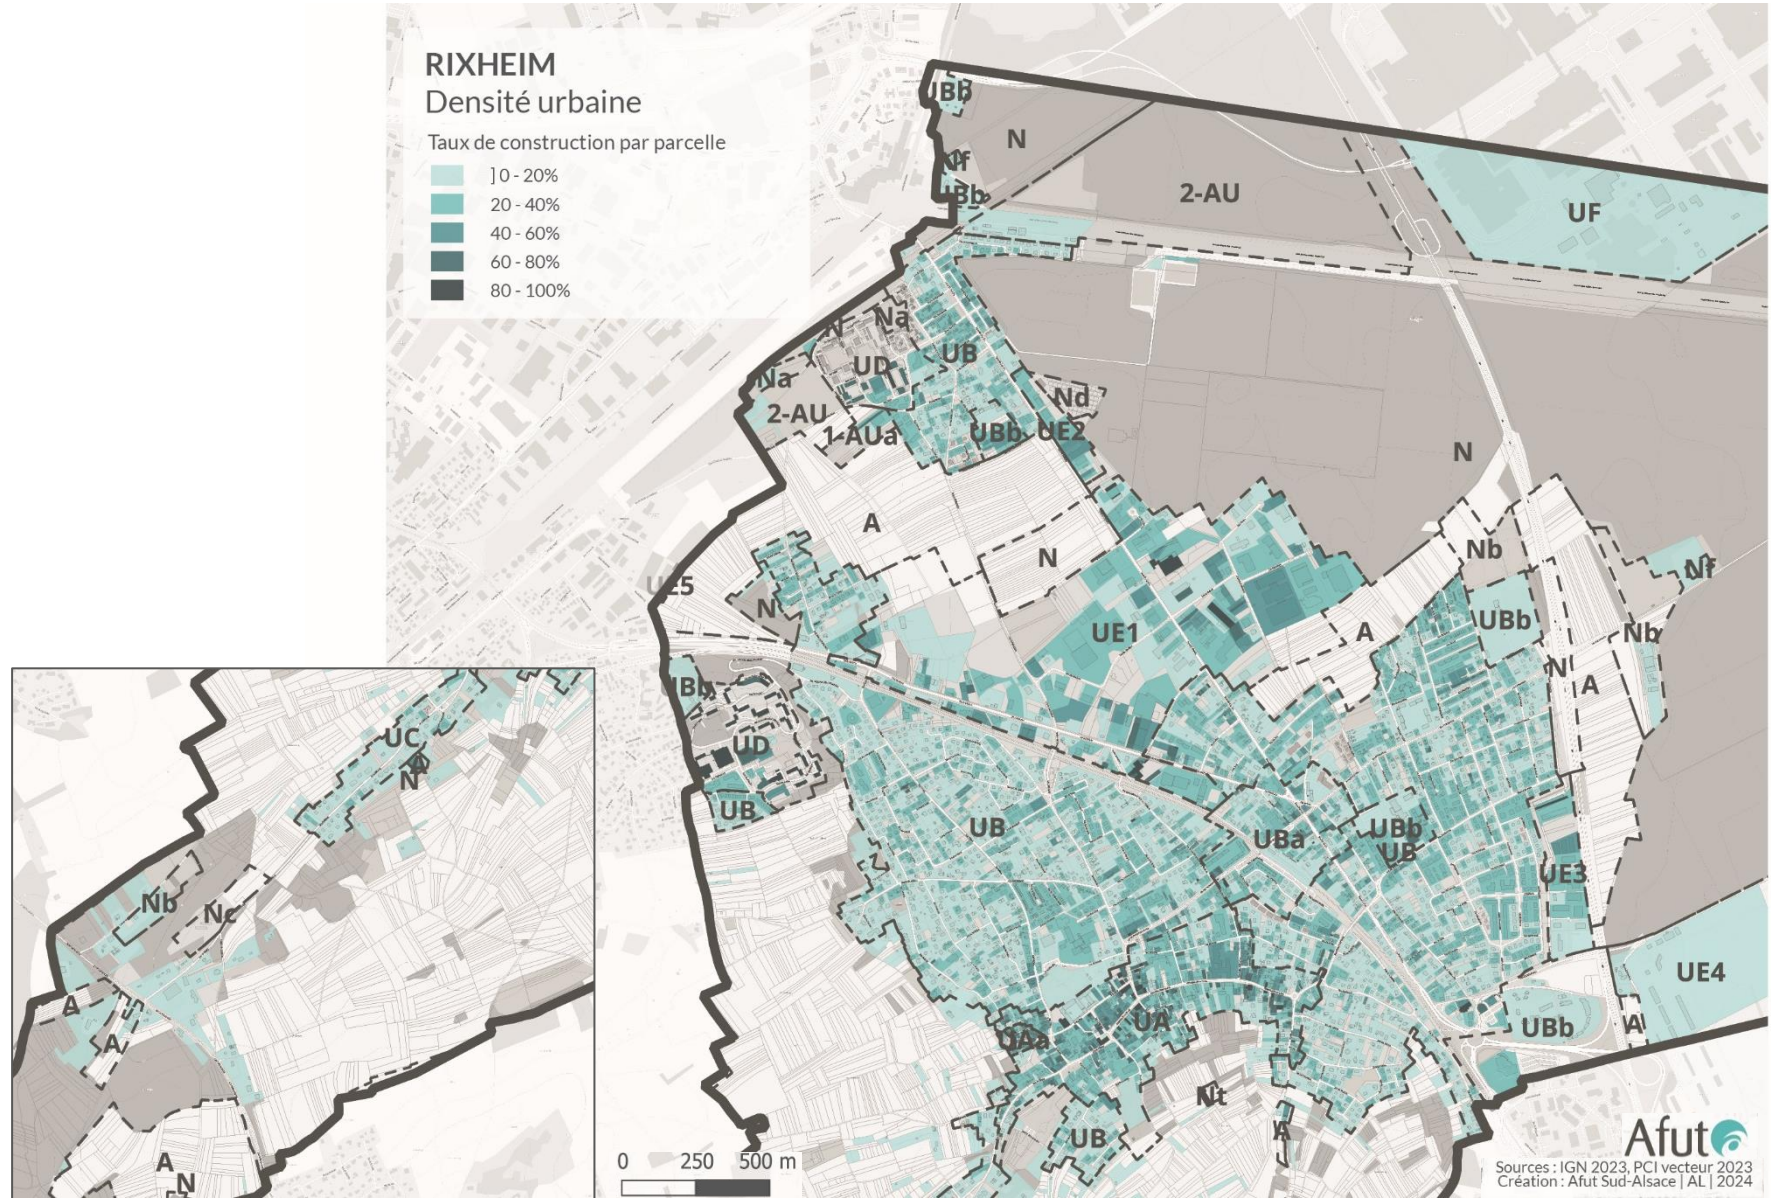 RIXHEIM
Densité urbaine
Taux de construction par parcelle
]0 - 20%
20 - 40%
40 - 60%
60 - 80%
80 - 100%
UBb
N
Nf
UBb
2-AU
UF
Na
N
UB
UD
Na
Nd
2-AU
1-AUa
UBb
UE2
N
A
N
Nb
Nf
UE5
N
UE1
A
UBb
Nb
N
A
UBb
UD
UB
UB
UBa
UBb
UB
UE3
UE4
UBb
A
UA
UAa
Nt
UB
A
UC
A
N
Nb
Nc
A
A
A
N
0 250 500 m
Afut
Sources : IGN 2023, PCI vecteur 2023
Création : Afut Sud-Alsace | AL | 2024